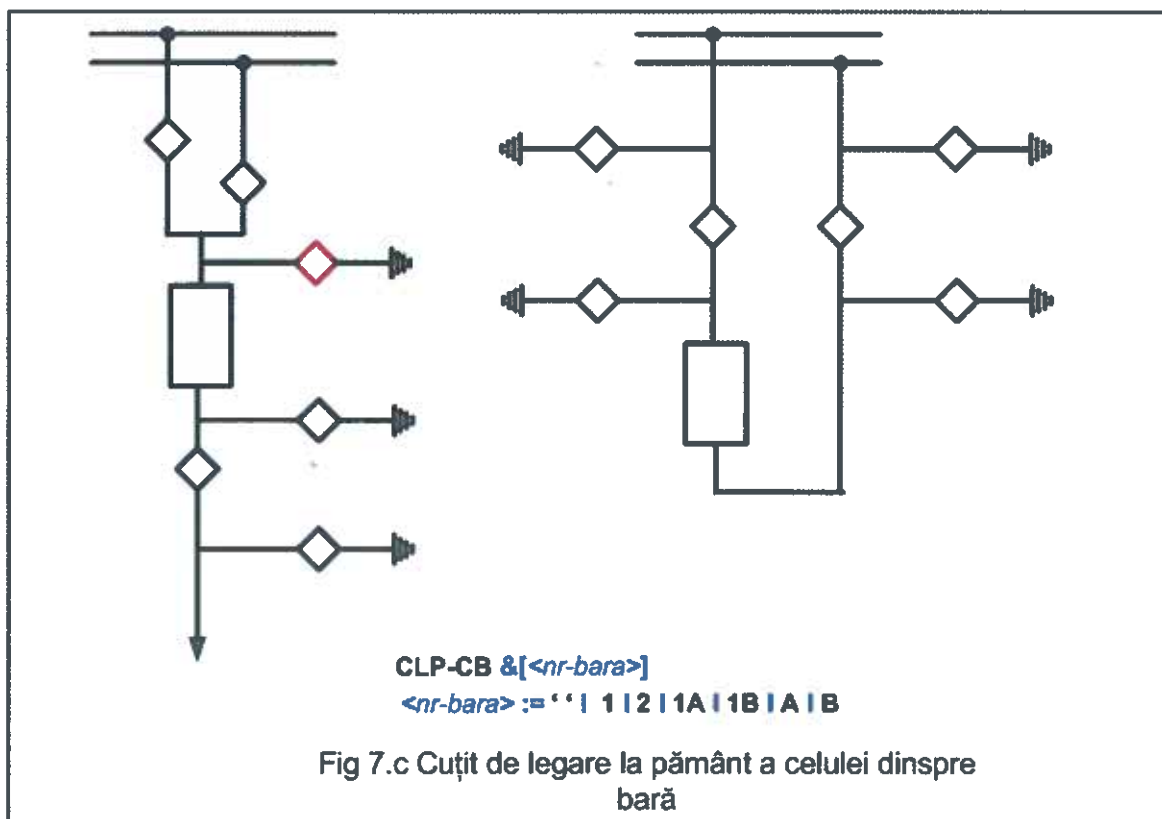 CLP-CB &[<nr-bara>]
<nr-bara> := ‘ ‘ | 1 | 2 | 1A | 1B | A | B
Fig 7.c Cuțit de legare la pământ a celulei dinspre
bară